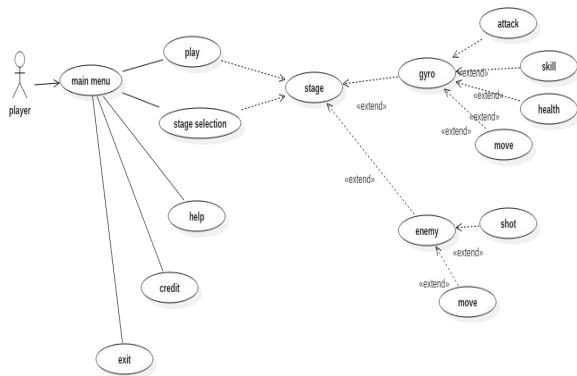 attack
play
skill
gyro
«extend»
main menu
stage
«extend»
health
player
«extend»
«extend»
stage selection
«extend»
move
«extend»
help
enemy
shot
«extend»
credit
«extend»
move
exit